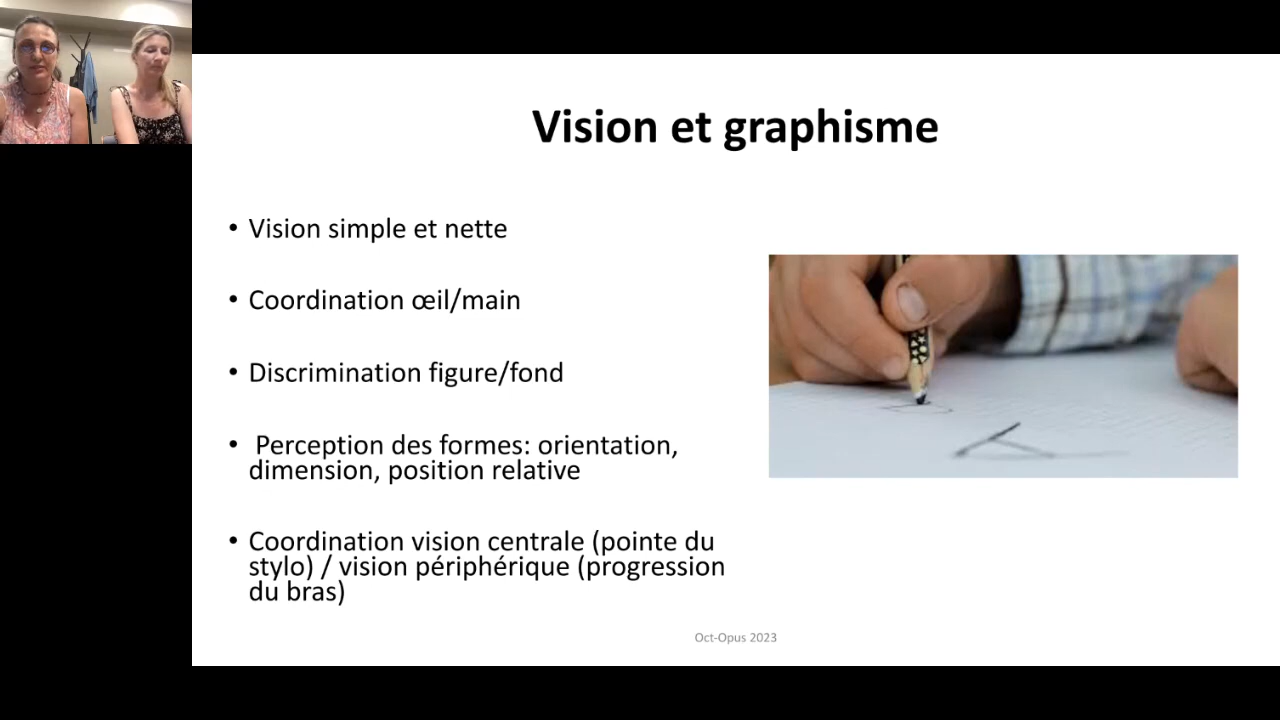 Vision et graphisme
• Vision simple et nette
• Coordination œil/main
• Discrimination figure/fond
• Perception des formes: orientation,
dimension, position relative
• Coordination vision centrale (pointe du
stylo) / vision périphérique (progression
du bras)
Oct-Opus 2023